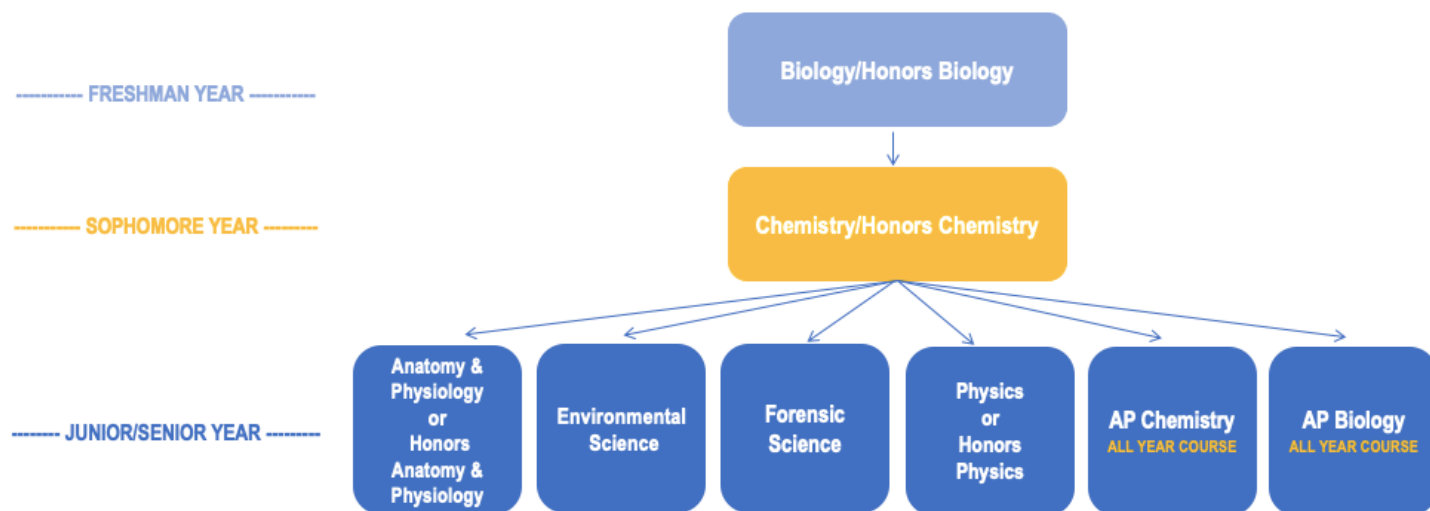 Biology/Honors Biology
----------- FRESHMAN YEAR -----------
----------- SOPHOMORE YEAR ---------
Chemistry/Honors Chemistry
-------- JUNIOR/SENIOR YEAR ---------
Anatomy &
Physiology
or
Honors
Anatomy &
Physiology
Environmental
Science
Forensic
Science
Physics
or
Honors
Physics
AP Chemistry
ALL YEAR COURSE
AP Biology
ALL YEAR COURSE